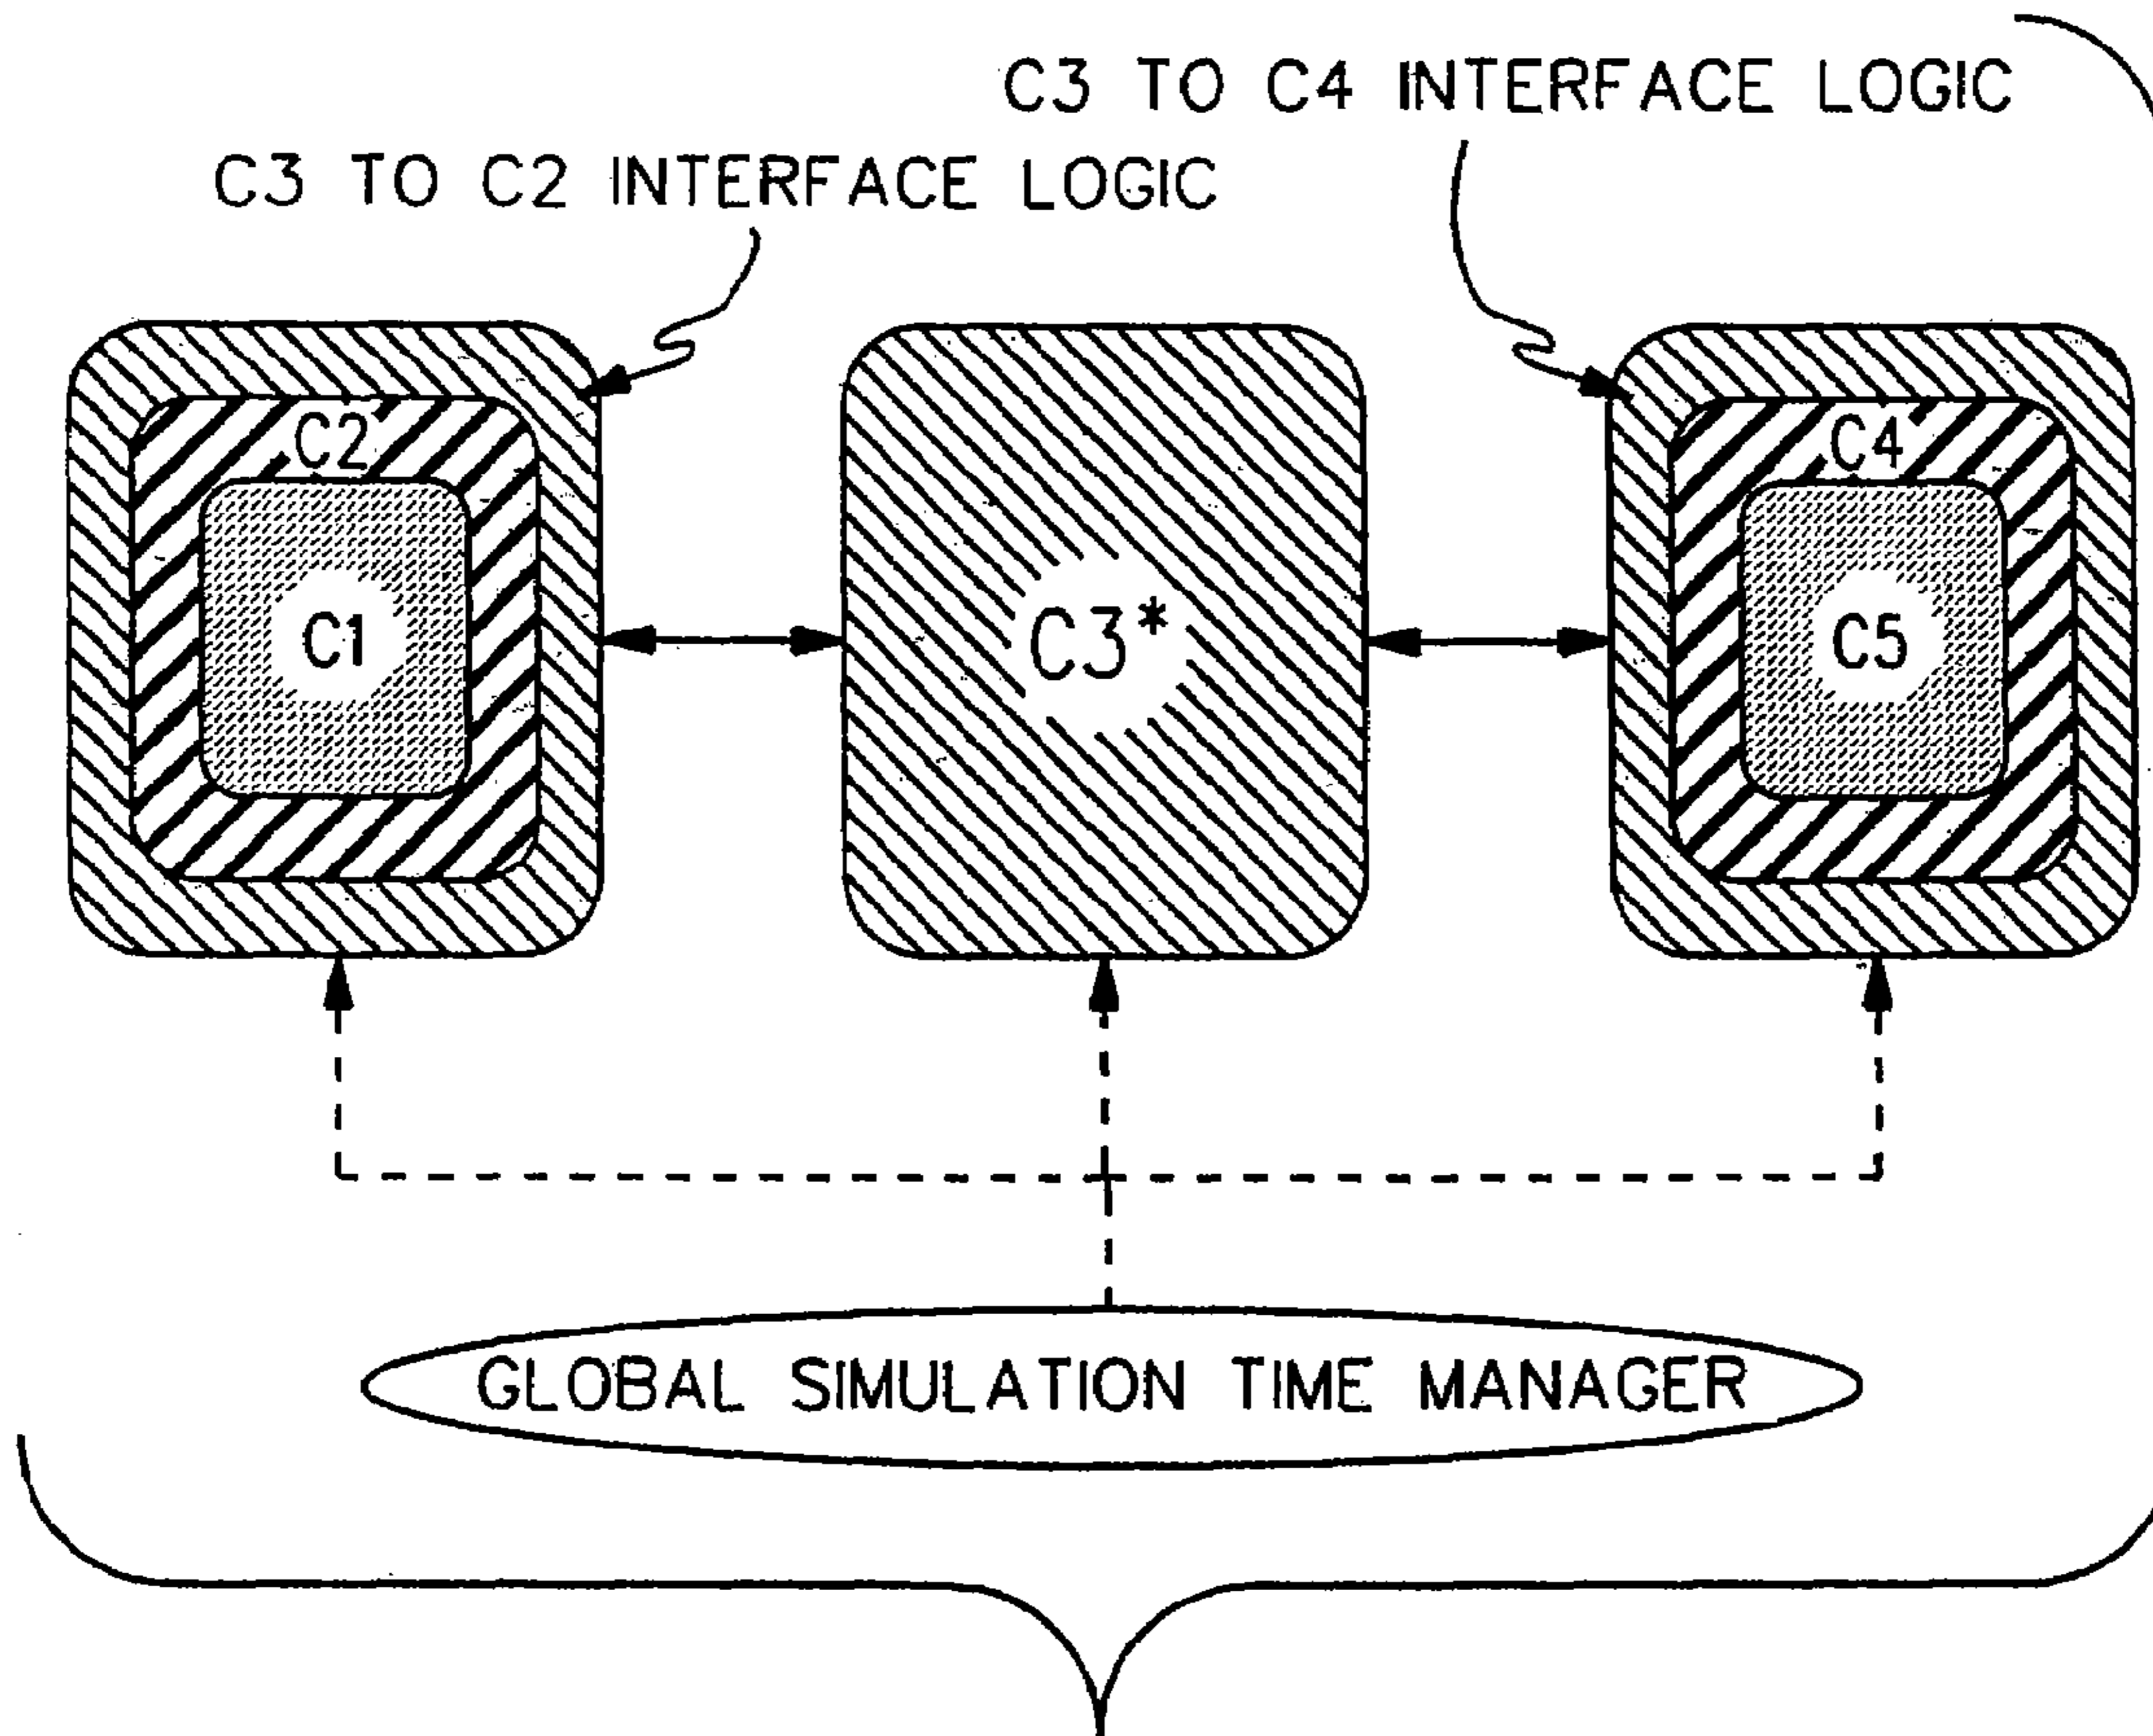 C3 TO C4 INTERFACE LOGIC
C3 TO C2 INTERFACE LOGIC
C2
C4
C1
C3*
C5
GLOBAL SIMULATION TIME MANAGER